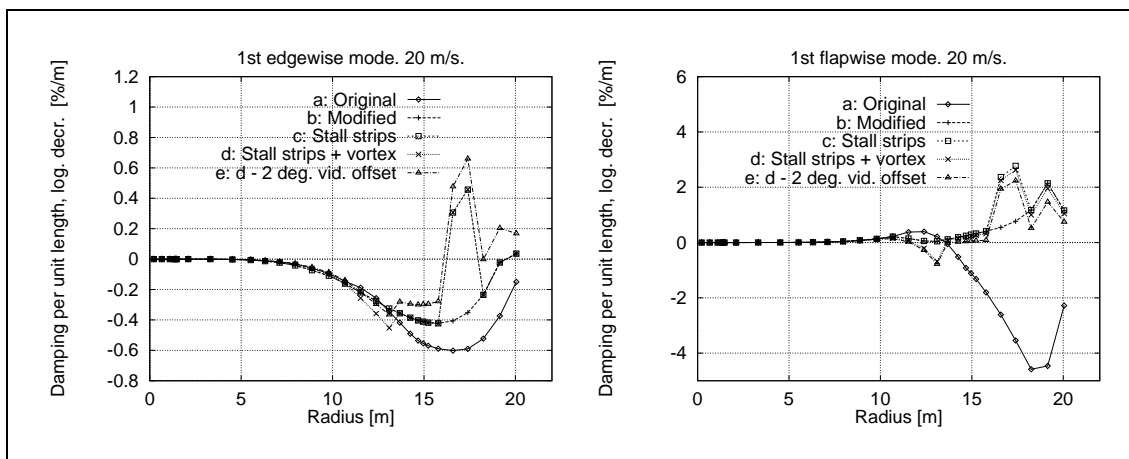 1st edgewise mode. 20 m/s.
Damping per unit length, log. decr. [%/m]
1.2
1
0.8
0.6
0.4
0.2
0
-0.2
-0.4
-0.6
-0.8
a: Original
b: Modified
c: Stall strips
d: Stall strips + vortex
e: d - 2 deg. vid. offset
0 5 10 15 20
Radius [m]
1st flapwise mode. 20 m/s.
Damping per unit length, log. decr. [%/m]
6
4
2
0
-2
-4
a: Original
b: Modified
c: Stall strips
d: Stall strips + vortex
e: d - 2 deg. vid. offset
0 5 10 15 20
Radius [m]